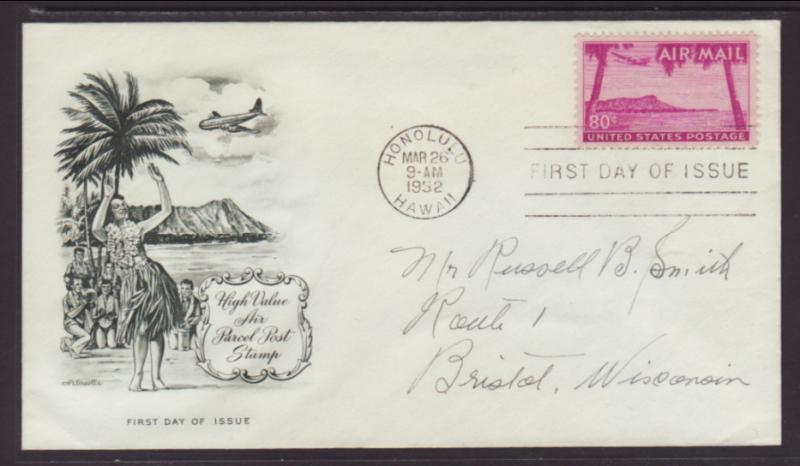 AIR MAIL
80¢
UNITED STATES POSTAGE
HONOLULU
MAR 26
9-AM
1952
HAWAII
FIRST DAY OF ISSUE
Mr Russell B. Smith
Route 1
Bristol, Wisconsin
High Value
Air
Parcel Post
Stamp
FIRST DAY OF ISSUE